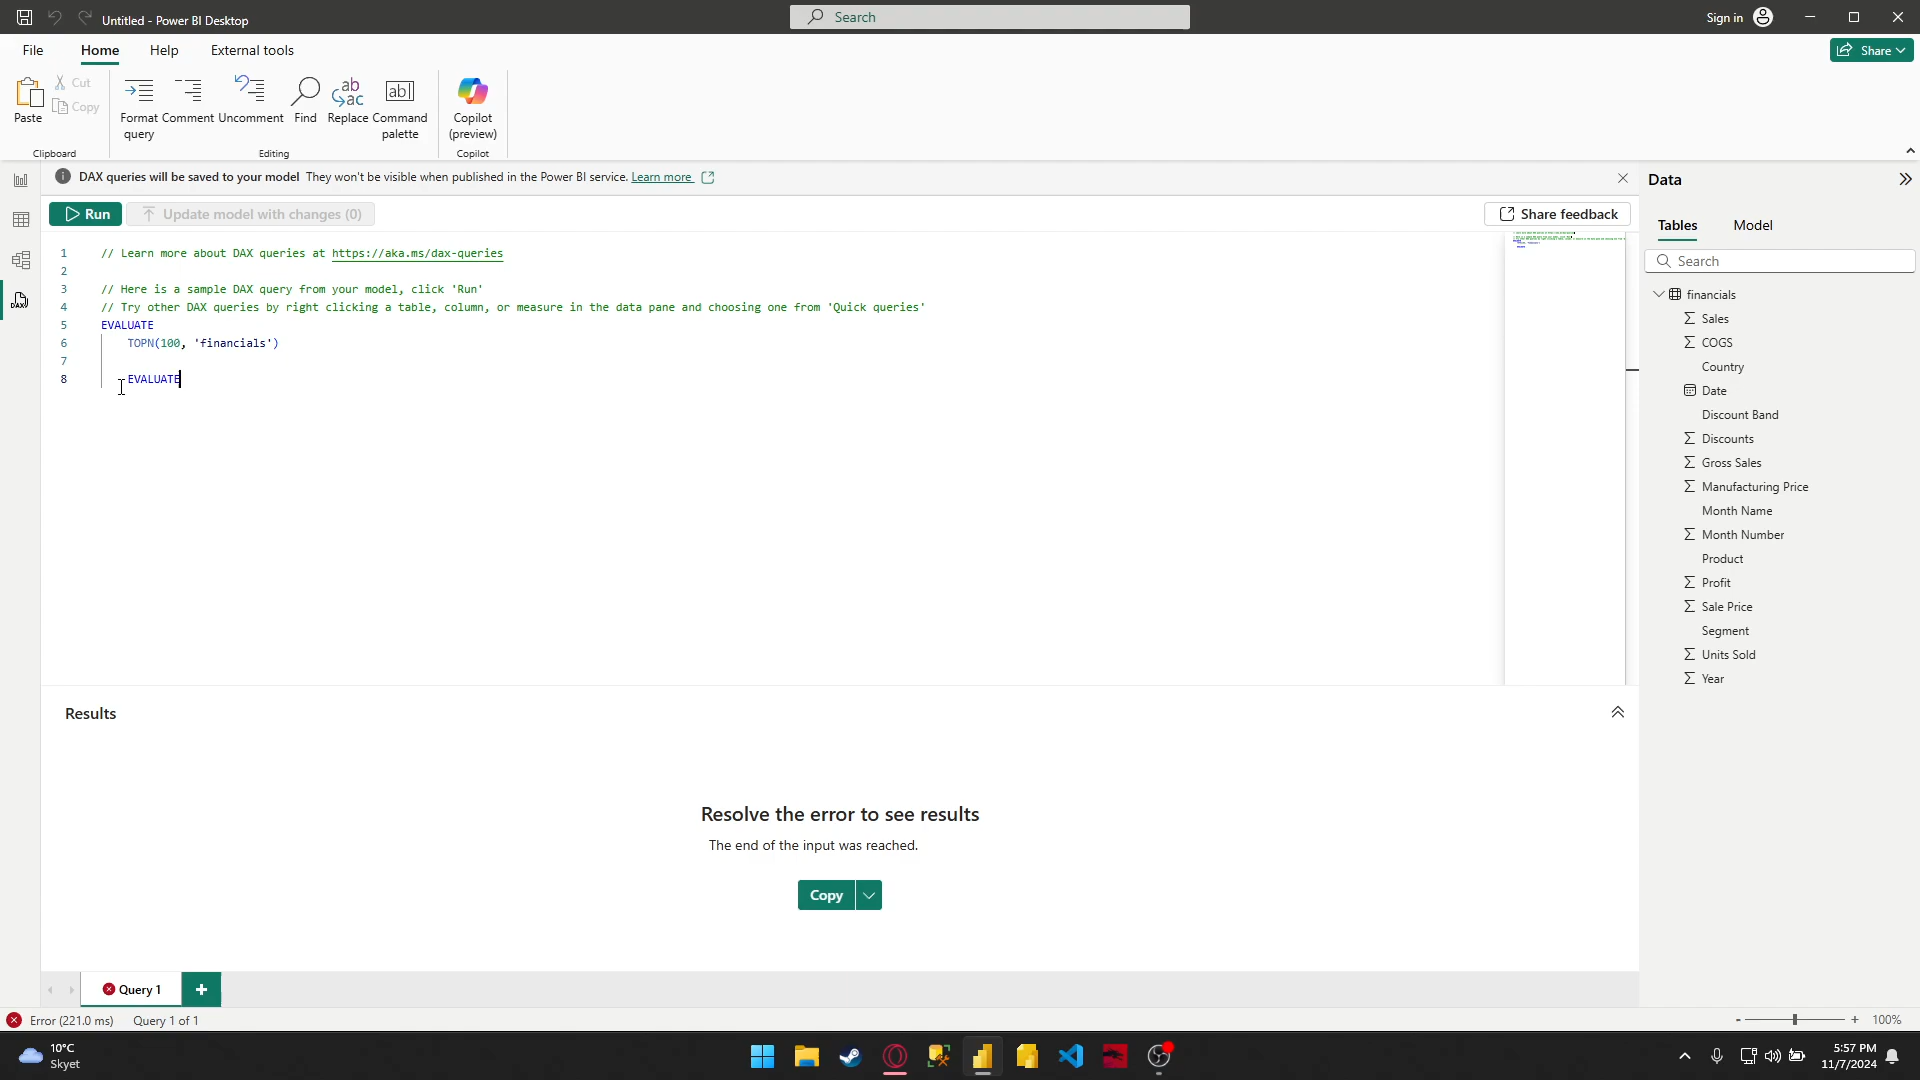 Untitled - Power BI Desktop
Search
Sign in
File
Home
Help
External tools
Share
Paste
Cut
Copy
Format query
Comment
Uncomment
Find
Replace
Command palette
Copilot (preview)
Clipboard
Editing
Copilot
DAX queries will be saved to your model They won't be visible when published in the Power BI service. Learn more
Run
Update model with changes (0)
Share feedback
1 // Learn more about DAX queries at https://aka.ms/dax-queries
2
3 // Here is a sample DAX query from your model, click 'Run'
4 // Try other DAX queries by right clicking a table, column, or measure in the data pane and choosing one from 'Quick queries'
5 EVALUATE
6 TOPN(100, 'financials')
7
8 EVALUATE
Results
Resolve the error to see results
The end of the input was reached.
Copy
Query 1
Error (221.0 ms) Query 1 of 1
Data
Tables
Model
Search
financials
Sales
COGS
Country
Date
Discount Band
Discounts
Gross Sales
Manufacturing Price
Month Name
Month Number
Product
Profit
Sale Price
Segment
Units Sold
Year
- + 100%
10°C
Skyet
5:57 PM
11/7/2024